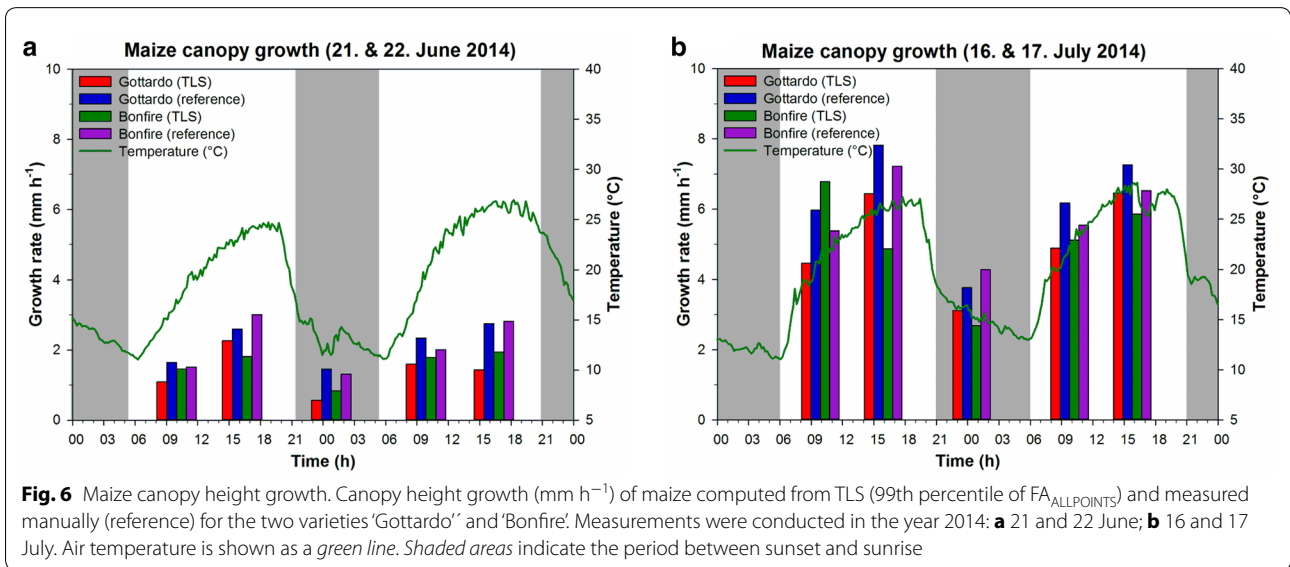 a
Maize canopy growth (21. & 22. June 2014)
10
8
6
4
2
0
Growth rate (mm h⁻¹)
Gottardo (TLS)
Gottardo (reference)
Bonfire (TLS)
Bonfire (reference)
Temperature (°C)
40
35
30
25
20
15
10
5
Temperature (°C)
00 03 06 09 12 15 18 21 00 03 06 09 12 15 18 21 00
Time (h)
b
Maize canopy growth (16. & 17. July 2014)
10
8
6
4
2
0
Growth rate (mm h⁻¹)
Gottardo (TLS)
Gottardo (reference)
Bonfire (TLS)
Bonfire (reference)
Temperature (°C)
40
35
30
25
20
15
10
5
Temperature (°C)
00 03 06 09 12 15 18 21 00 03 06 09 12 15 18 21 00
Time (h)
Fig. 6 Maize canopy height growth. Canopy height growth (mm h⁻¹) of maize computed from TLS (99th percentile of FA_ALLPOINTS) and measured
manually (reference) for the two varieties ‘Gottardo’´ and ‘Bonfire’. Measurements were conducted in the year 2014: a 21 and 22 June; b 16 and 17
July. Air temperature is shown as a green line. Shaded areas indicate the period between sunset and sunrise